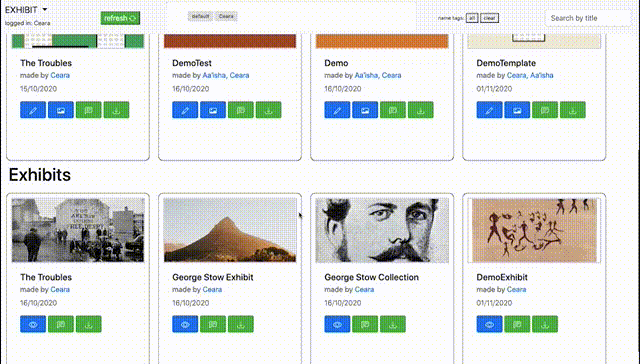 EXHIBIT
logged in: Ceara
refresh
default Ceara
name tags: all clear
Search by title
The Troubles
made by Ceara
15/10/2020
DemoTest
made by Aa'isha, Ceara
16/10/2020
Demo
made by Aa'isha, Ceara
16/10/2020
DemoTemplate
made by Ceara, Aa'isha
01/11/2020
Exhibits
The Troubles
made by Ceara
16/10/2020
George Stow Exhibit
made by Ceara
16/10/2020
George Stow Collection
made by Ceara
16/10/2020
DemoExhibit
made by Ceara
01/11/2020